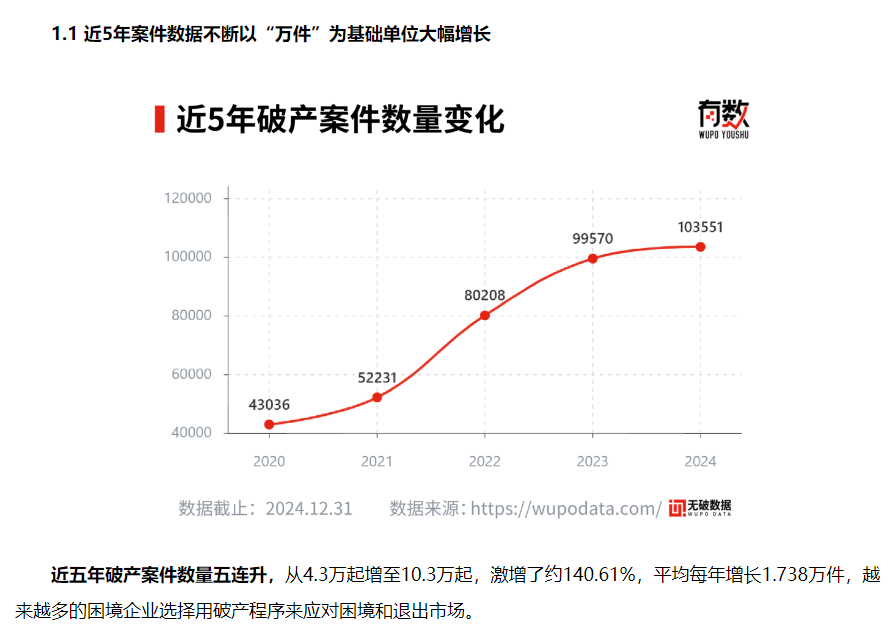 1.1 近5年案件数据不断以“万件”为基础单位大幅增长
近5年破产案件数量变化
有数
WUPO YOUSHU
120000
100000
80000
60000
40000
43036
52231
80208
99570
103551
2020 2021 2022 2023 2024
数据截止：2024.12.31 数据来源：https://wupodata.com/ 无破数据
WUPO DATA
近五年破产案件数量五连升，从4.3万起增至10.3万起，激增了约140.61%，平均每年增长1.738万件，越
来越多的困境企业选择用破产程序来应对困境和退出市场。